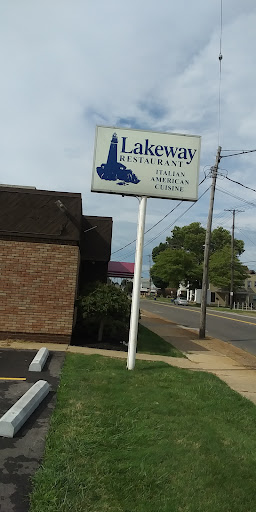 Lakeway
RESTAURANT
ITALIAN
AMERICAN
CUISINE